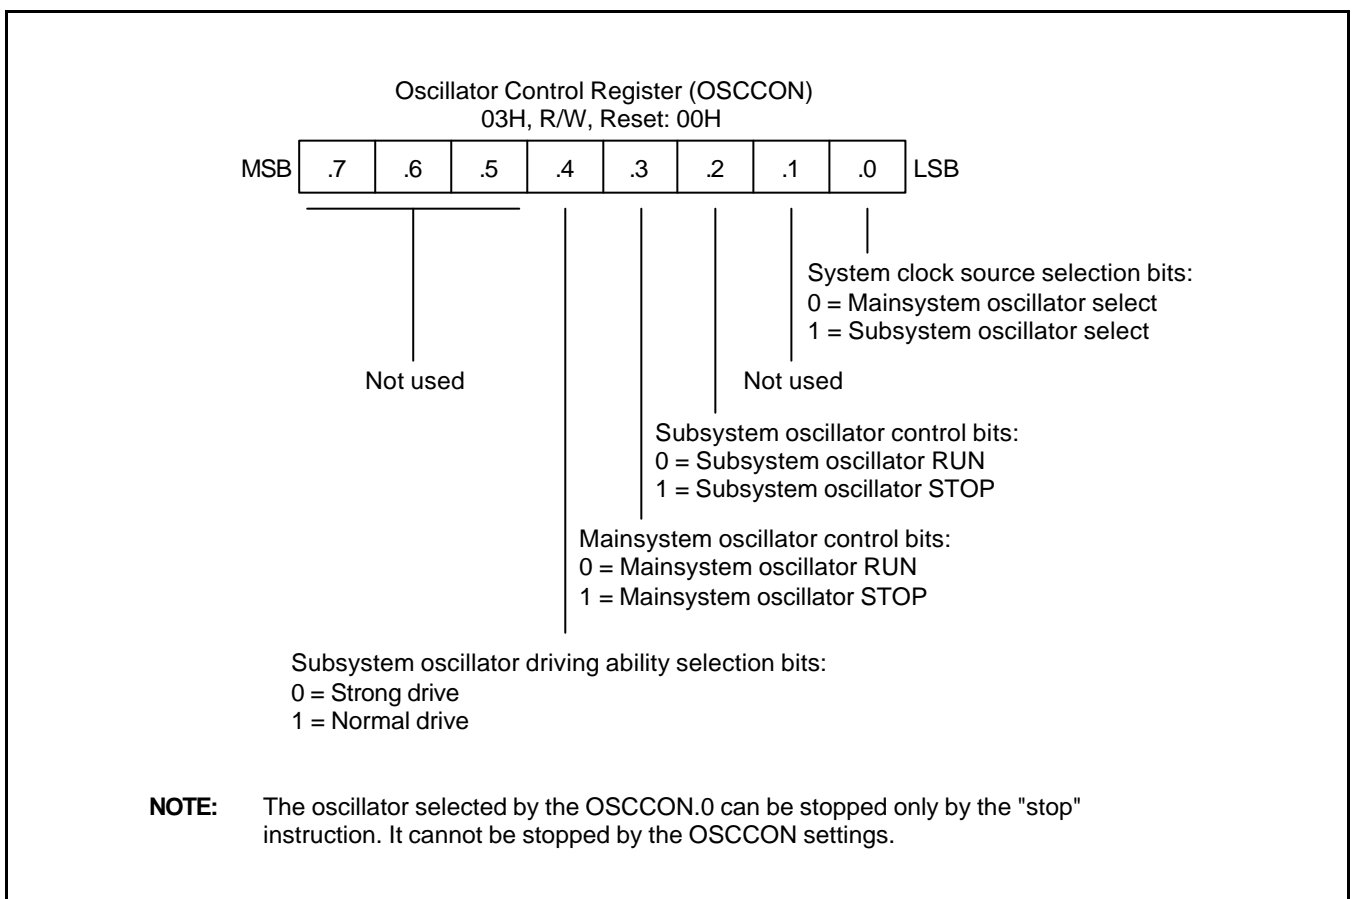 Oscillator Control Register (OSCCON)
03H, R/W, Reset: 00H
MSB .7 .6 .5 .4 .3 .2 .1 .0 LSB
System clock source selection bits:
0 = Mainsystem oscillator select
1 = Subsystem oscillator select
Not used Not used
Subsystem oscillator control bits:
0 = Subsystem oscillator RUN
1 = Subsystem oscillator STOP
Mainsystem oscillator control bits:
0 = Mainsystem oscillator RUN
1 = Mainsystem oscillator STOP
Subsystem oscillator driving ability selection bits:
0 = Strong drive
1 = Normal drive
NOTE: The oscillator selected by the OSCCON.0 can be stopped only by the "stop"
instruction. It cannot be stopped by the OSCCON settings.